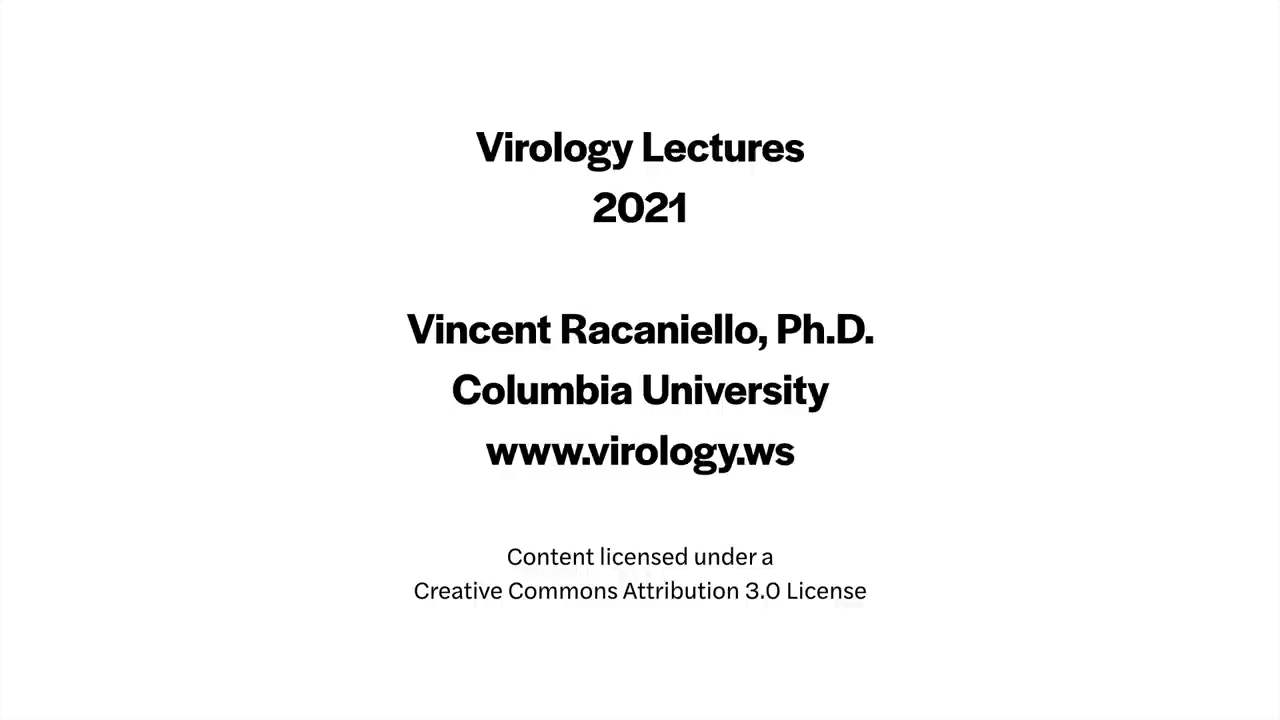 Virology Lectures
2021
Vincent Racaniello, Ph.D.
Columbia University
www.virology.ws
Content licensed under a
Creative Commons Attribution 3.0 License